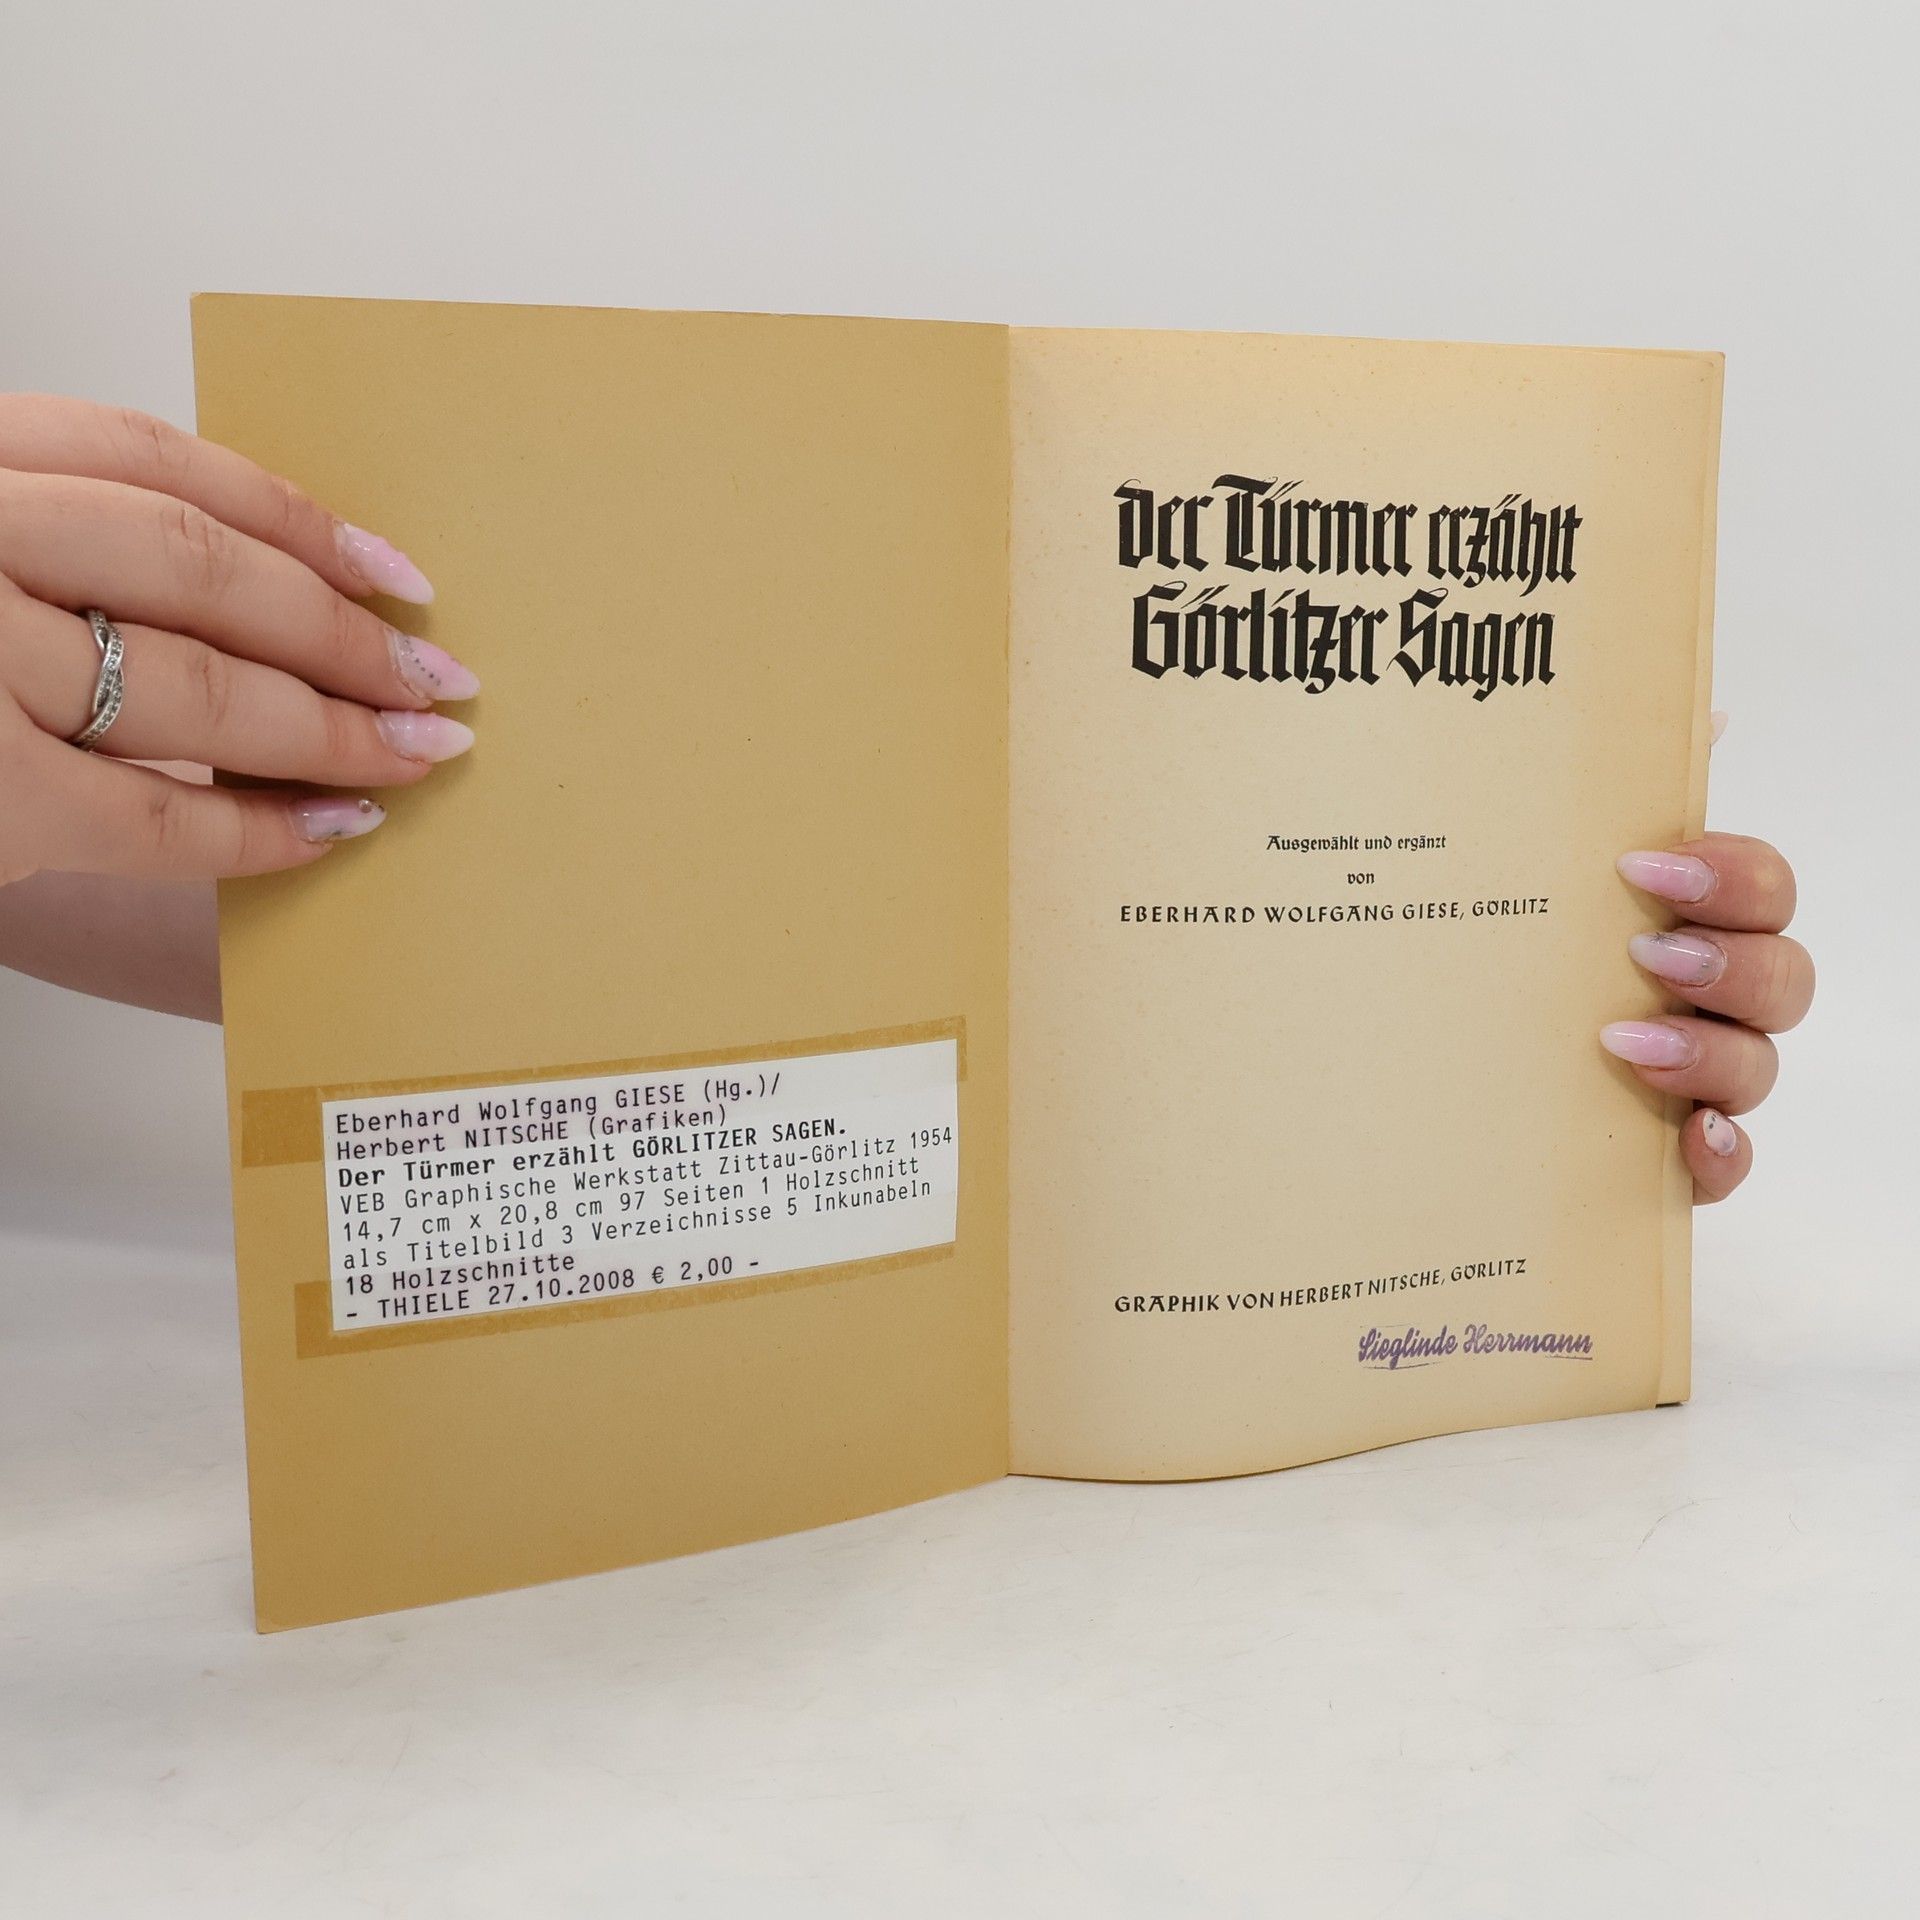 Eberhard Wolfgang GIESE (Hg.)/
Herbert NITSCHE (Grafiken)
Der Türmer erzählt GÖRLITZER SAGEN.
VEB Graphische Werkstatt Zittau-Görlitz 1954
14,7 cm x 20,8 cm 97 Seiten 1 Holzschnitt
als Titelbild 3 Verzeichnisse 5 Inkunabeln
18 Holzschnitte
- THIELE 27.10.2008 € 2,00 -
Der Türmer erzählt
Görlitzer Sagen
Ausgewählt und ergänzt
von
EBERHARD WOLFGANG GIESE, GÖRLITZ
GRAPHIK VON HERBERT NITSCHE, GÖRLITZ
Sieglinde Herrmann